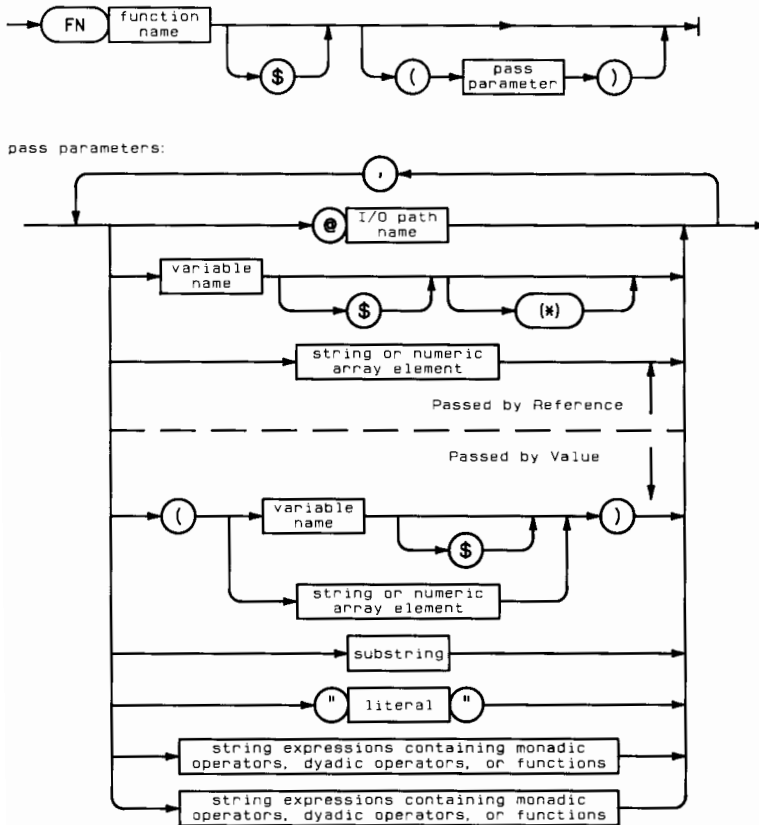 FN function name
$ ( pass parameter )
pass parameters:
,
@ I/O path name
variable name $ (*)
string or numeric array element
Passed by Reference
Passed by Value
( variable name $ )
string or numeric array element
substring
" literal "
string expressions containing monadic
operators, dyadic operators, or functions
string expressions containing monadic
operators, dyadic operators, or functions